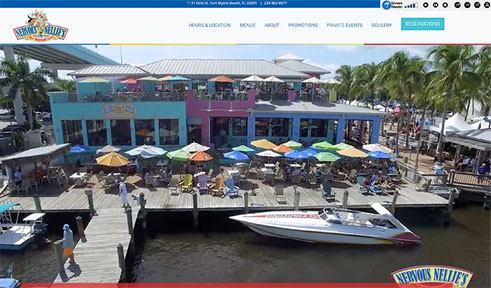 1131 First St. Fort Myers Beach, FL 33931 | 239-463-8077
Screen Reader
NERVOUS NELLIE'S
HOURS & LOCATION MENUS ABOUT PROMOTIONS PRIVATE EVENTS DELIVERY RESERVATIONS
NERVOUS NELLIE'S